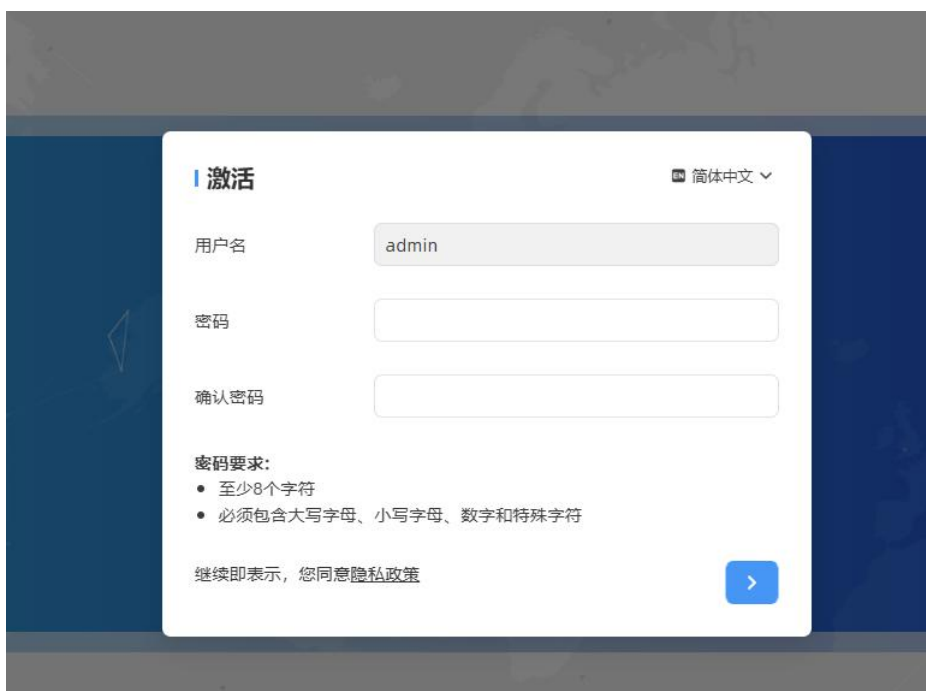 激活
EN 简体中文
用户名
admin
密码
确认密码
密码要求:
• 至少8个字符
• 必须包含大写字母、小写字母、数字和特殊字符
继续即表示，您同意隐私政策